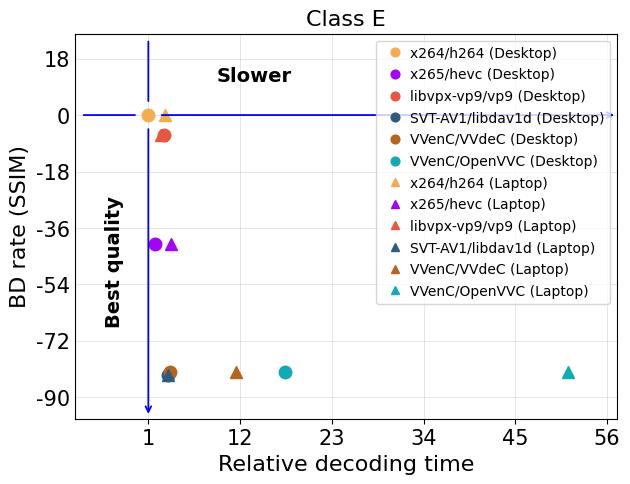 Class E
BD rate (SSIM)
18
0
-18
-36
-54
-72
-90
Slower
Best quality
x264/h264 (Desktop)
x265/hevc (Desktop)
libvpx-vp9/vp9 (Desktop)
SVT-AV1/libdav1d (Desktop)
VVenC/VVdeC (Desktop)
VVenC/OpenVVC (Desktop)
x264/h264 (Laptop)
x265/hevc (Laptop)
libvpx-vp9/vp9 (Laptop)
SVT-AV1/libdav1d (Laptop)
VVenC/VVdeC (Laptop)
VVenC/OpenVVC (Laptop)
1 12 23 34 45 56
Relative decoding time